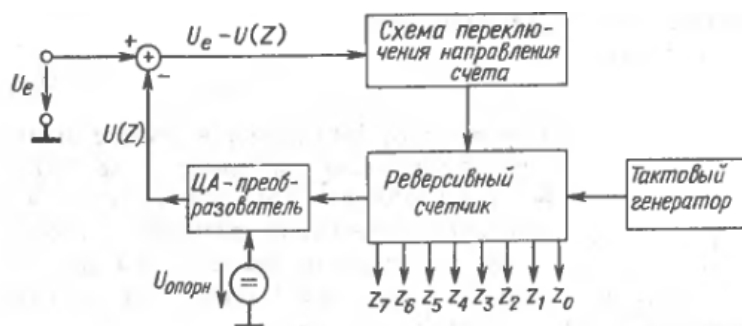 +
U_e - U(Z)
Схема переклю-
чения направления
счета
+
−
U_e
U(Z)
ЦА-преоб-
разователь
Реверсивный
счетчик
Тактовый
генератор
U_опорн
=
Z_7 Z_6 Z_5 Z_4 Z_3 Z_2 Z_1 Z_0